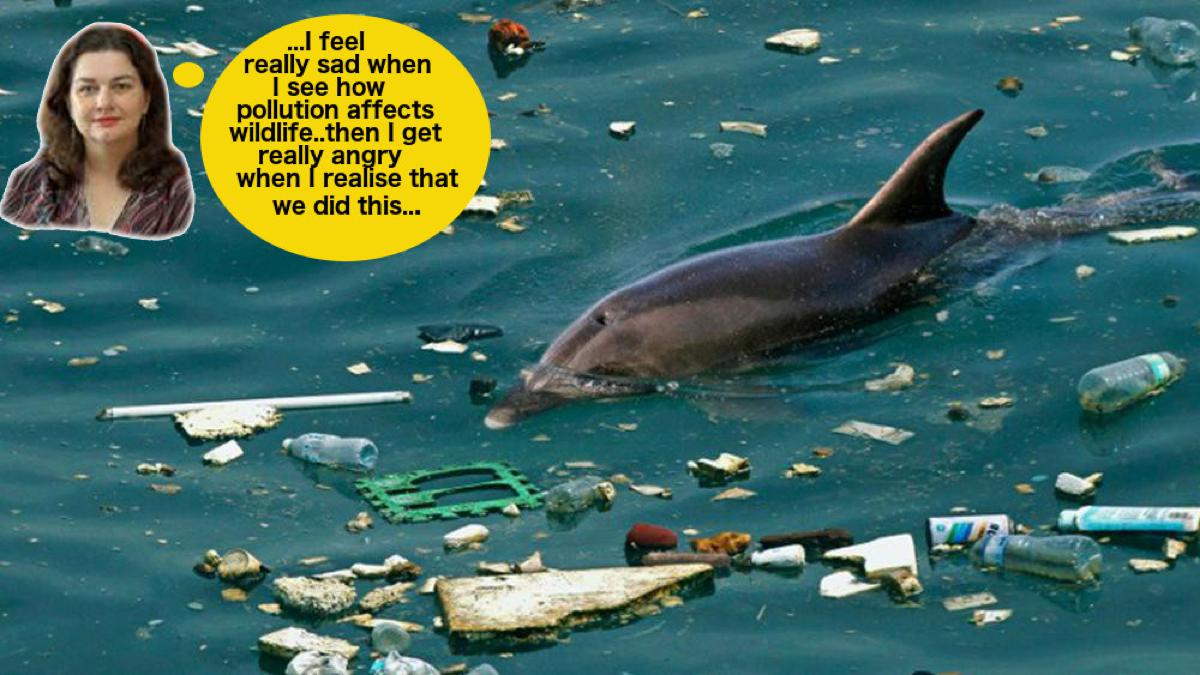 ...I feel
really sad when
I see how
pollution affects
wildlife..then I get
really angry
when I realise that
we did this...